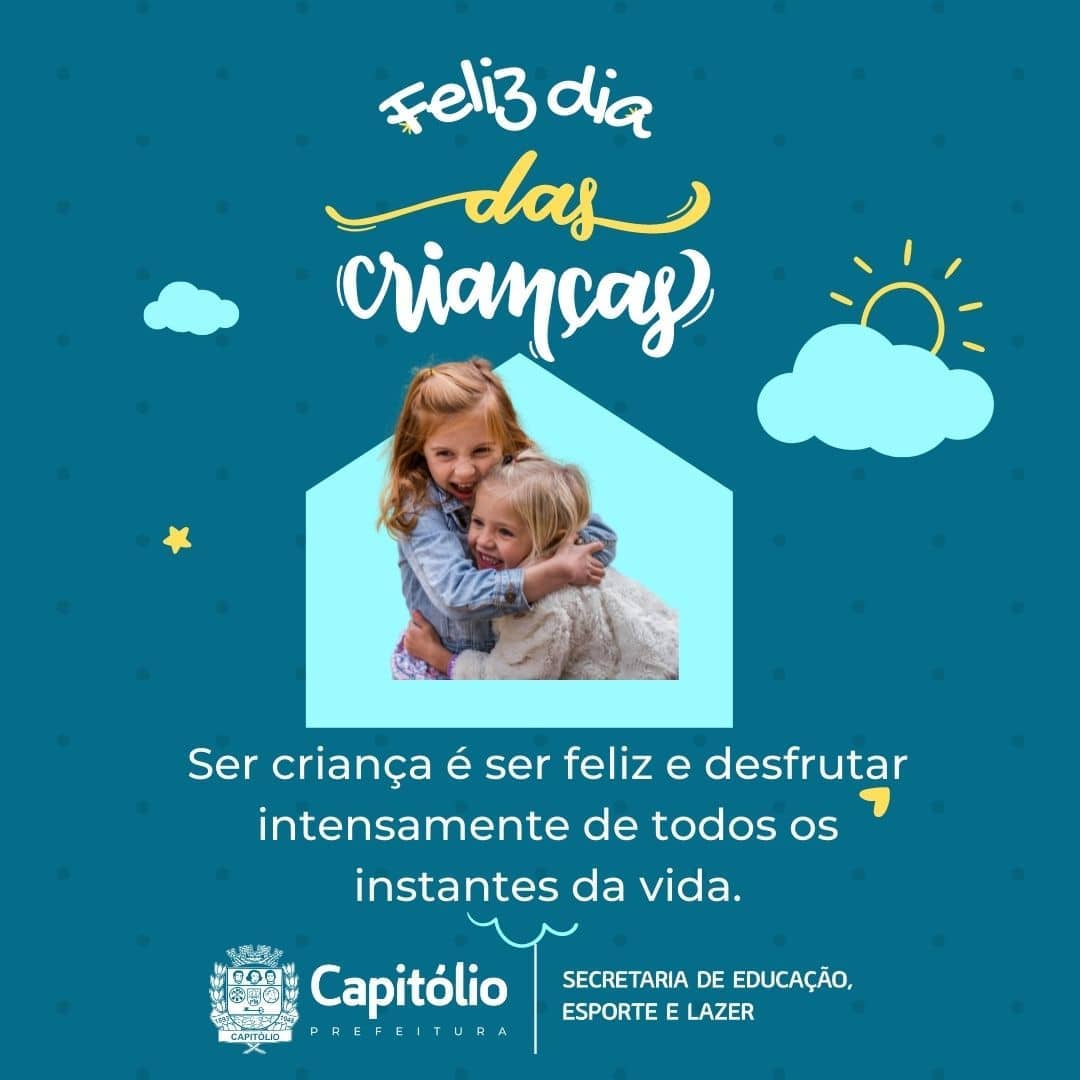 Feliz dia
das
crianças
Ser criança é ser feliz e desfrutar
intensamente de todos os
instantes da vida.
Capitólio
PREFEITURA
SECRETARIA DE EDUCAÇÃO,
ESPORTE E LAZER
CAPITÓLIO